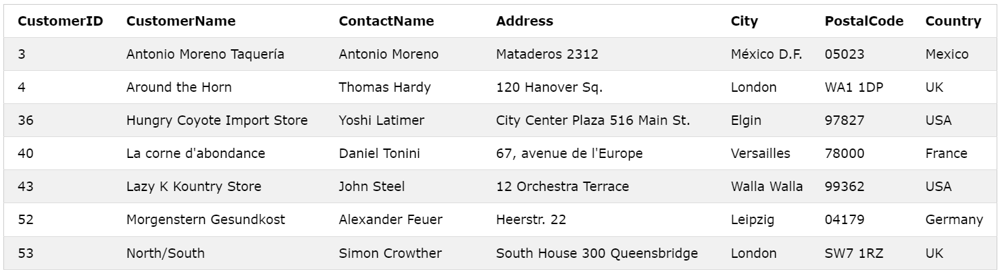 CustomerID CustomerName ContactName Address City PostalCode Country
3 Antonio Moreno Taquería Antonio Moreno Mataderos 2312 México D.F. 05023 Mexico
4 Around the Horn Thomas Hardy 120 Hanover Sq. London WA1 1DP UK
36 Hungry Coyote Import Store Yoshi Latimer City Center Plaza 516 Main St. Elgin 97827 USA
40 La corne d'abondance Daniel Tonini 67, avenue de l'Europe Versailles 78000 France
43 Lazy K Kountry Store John Steel 12 Orchestra Terrace Walla Walla 99362 USA
52 Morgenstern Gesundkost Alexander Feuer Heerstr. 22 Leipzig 04179 Germany
53 North/South Simon Crowther South House 300 Queensbridge London SW7 1RZ UK